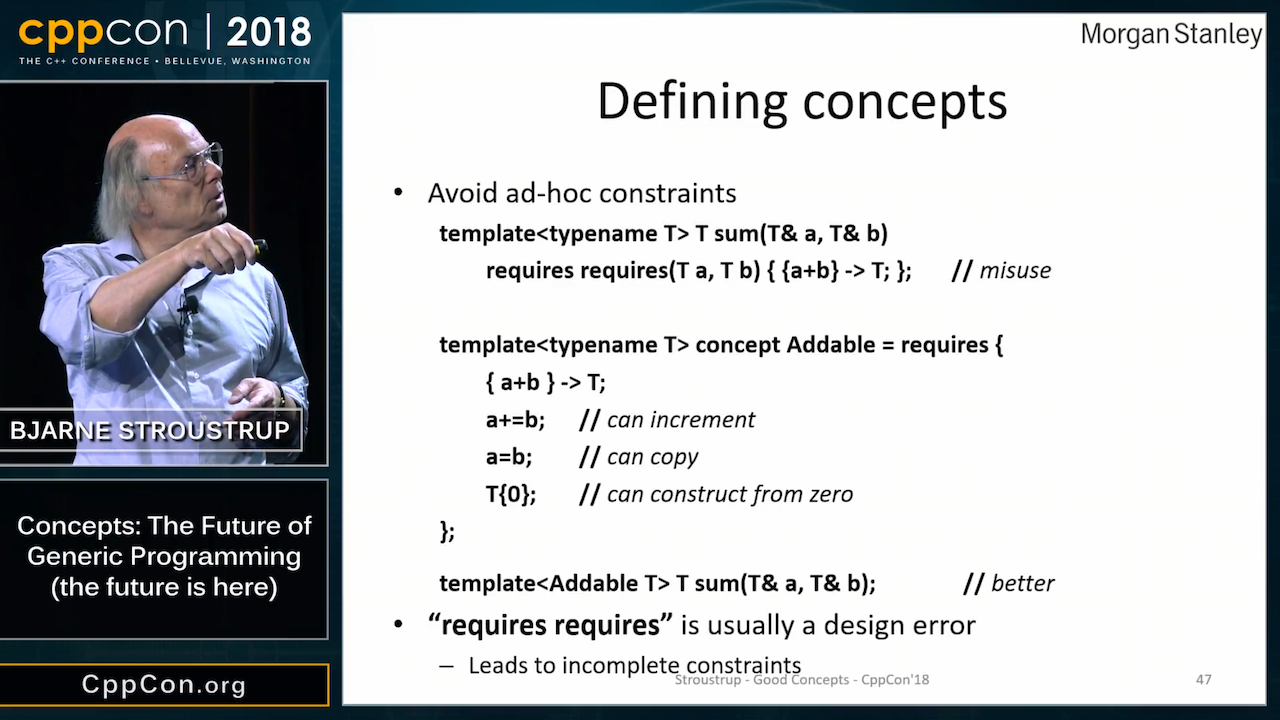 cppcon | 2018
THE C++ CONFERENCE • BELLEVUE, WASHINGTON
BJARNE STROUSTRUP
Concepts: The Future of
Generic Programming
(the future is here)
CppCon.org
Morgan Stanley
Defining concepts
• Avoid ad-hoc constraints
template<typename T> T sum(T& a, T& b)
requires requires(T a, T b) { {a+b} -> T; }; // misuse
template<typename T> concept Addable = requires {
{ a+b } -> T;
a+=b; // can increment
a=b; // can copy
T{0}; // can construct from zero
};
template<Addable T> T sum(T& a, T& b); // better
• “requires requires” is usually a design error
– Leads to incomplete constraints
Stroustrup - Good Concepts - CppCon'18 47